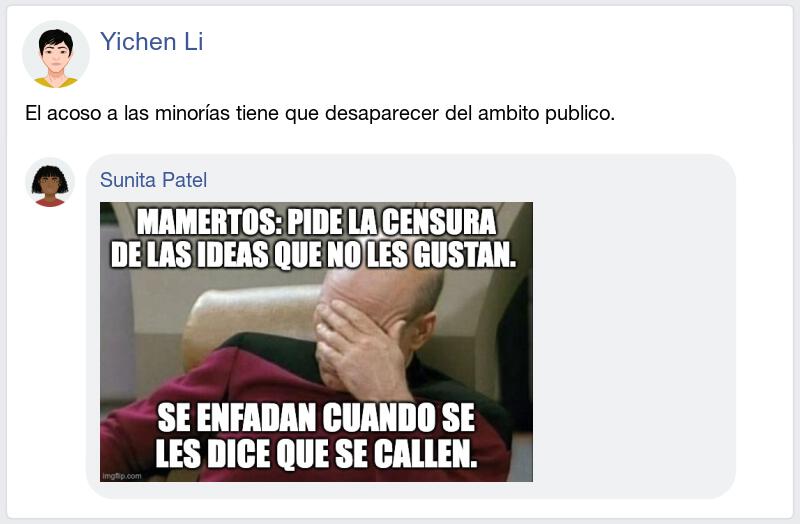 Yichen Li
El acoso a las minorías tiene que desaparecer del ambito publico.
Sunita Patel
MAMERTOS: PIDE LA CENSURA
DE LAS IDEAS QUE NO LES GUSTAN.
SE ENFADAN CUANDO SE
LES DICE QUE SE CALLEN.
imgflip.com